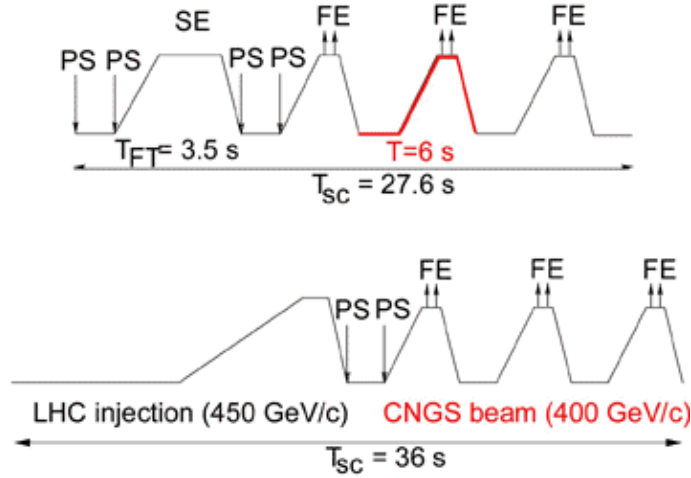 SE
FE
FE
FE
PS PS
PS PS
T_FT = 3.5 s
T=6 s
T_SC = 27.6 s
FE
FE
FE
PS PS
LHC injection (450 GeV/c)
CNGS beam (400 GeV/c)
T_SC = 36 s